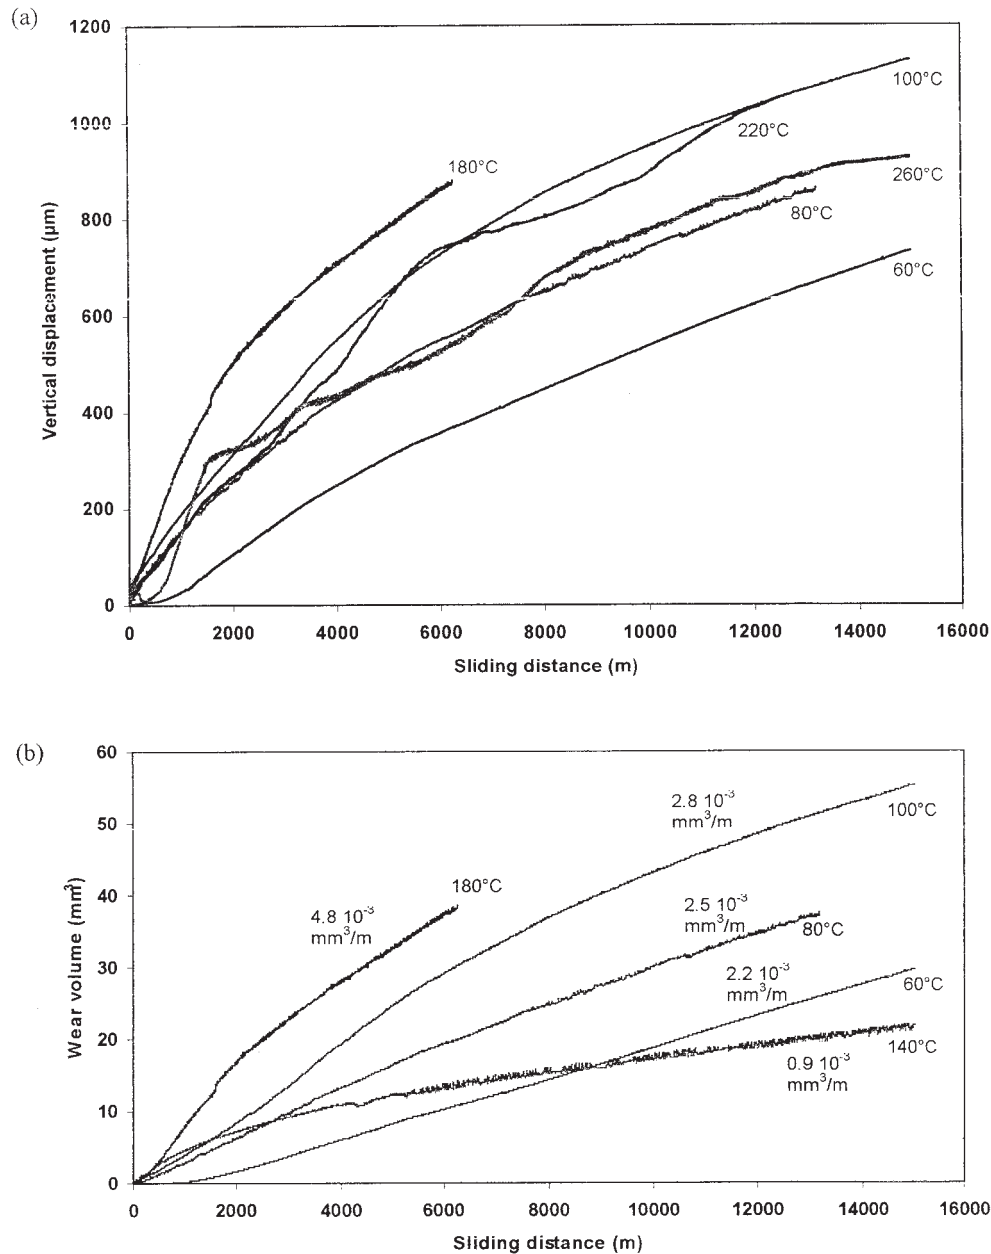 (a)
1200
1000
800
600
400
200
0
Vertical displacement (µm)
180°C
100°C
220°C
260°C
80°C
60°C
0 2000 4000 6000 8000 10000 12000 14000 16000
Sliding distance (m)
(b)
60
50
40
30
20
10
0
Wear volume (mm³)
4.8 10⁻³
mm³/m
180°C
2.8 10⁻³
mm³/m
100°C
2.5 10⁻³
mm³/m
80°C
2.2 10⁻³
mm³/m
60°C
140°C
0.9 10⁻³
mm³/m
0 2000 4000 6000 8000 10000 12000 14000 16000
Sliding distance (m)